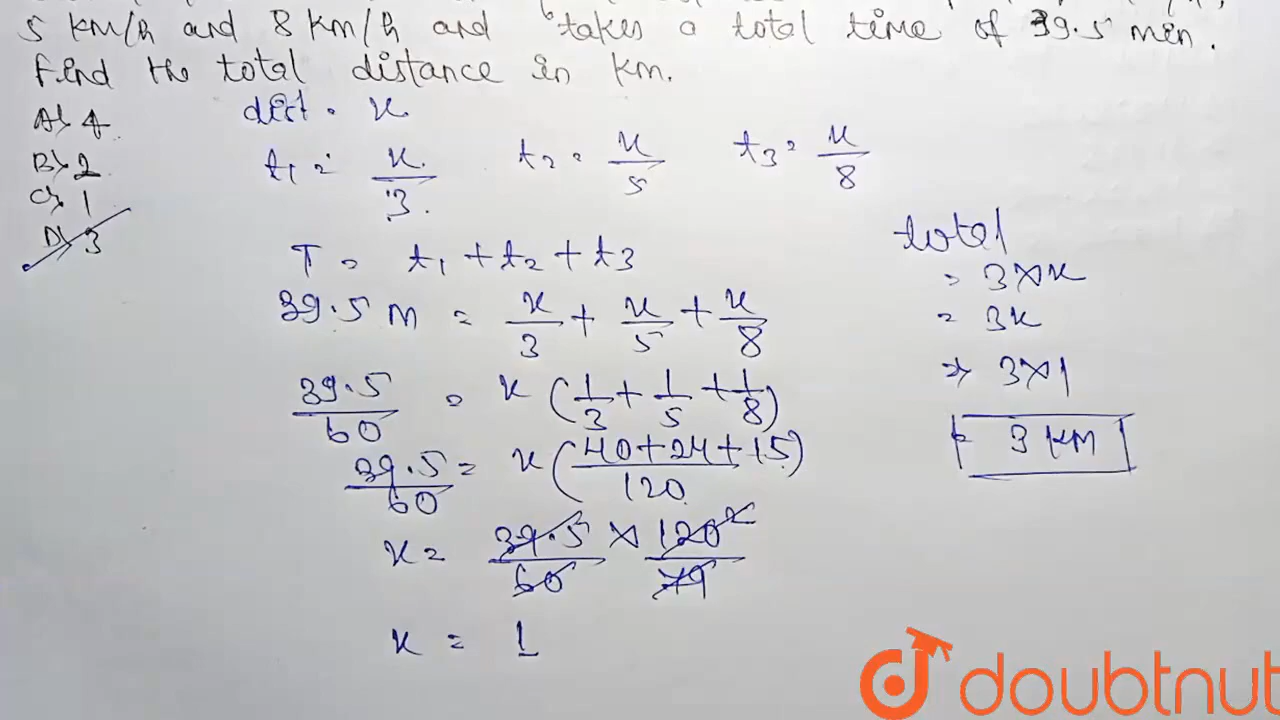 5 km/h and 8 km/h and takes a total time of 39.5 min.
find the total distance in km.
A) 4
B) 2
C) 1
D) 3
dist = x
t1 = x/3
t2 = x/5
t3 = x/8
T = t1 + t2 + t3
39.5 M = x/3 + x/5 + x/8
39.5/60 = x (1/3 + 1/5 + 1/8)
39.5/60 = x (40+24+15/120)
x = 39.5/60 × 120 2/79
x = 1
total
= 3×x
= 3x
⇒ 3×1
= 3 KM
doubtnut